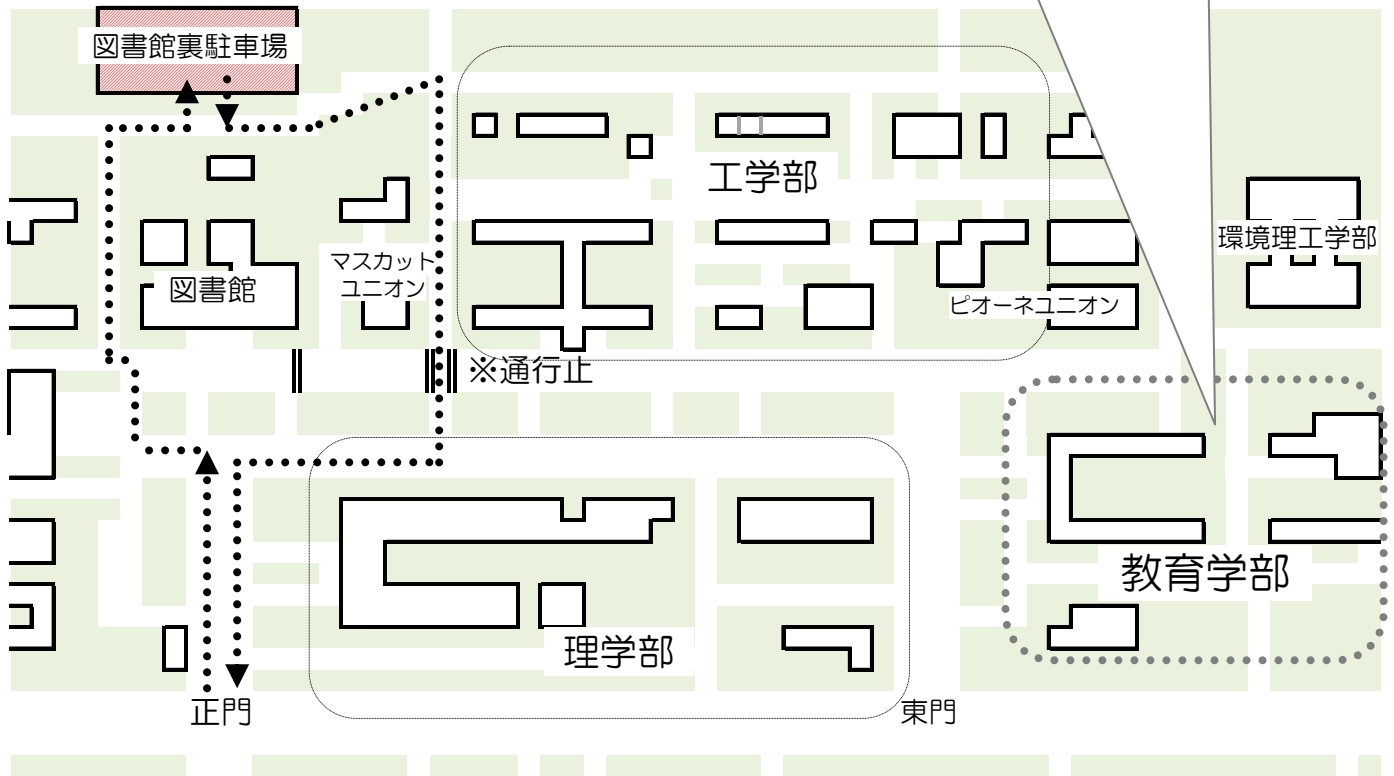 図書館裏駐車場
工学部
環境理工学部
マスカット
ユニオン
図書館
ピオーネユニオン
※通行止
教育学部
理学部
正門
東門